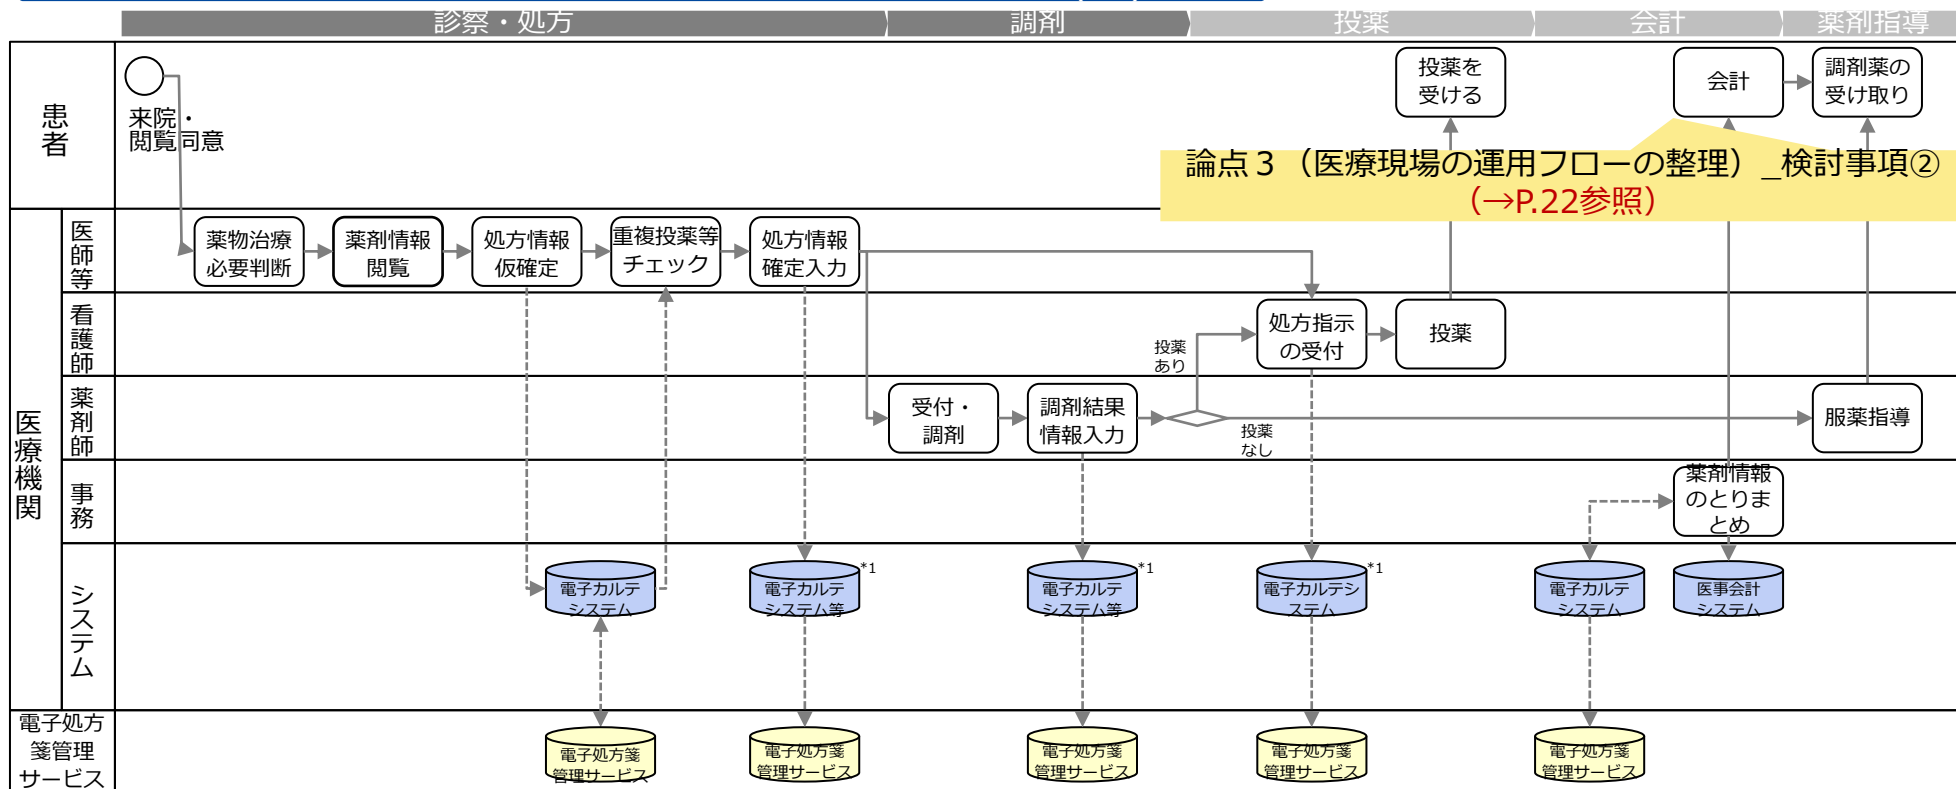 診察・処方
調剤
投薬
会計
薬剤指導
患者
来院・
閲覧同意
投薬を
受ける
会計
調剤薬の
受け取り
論点３（医療現場の運用フローの整理）_検討事項②
（→P.22参照）
医療機関
医師等
薬物治療
必要判断
薬剤情報
閲覧
処方情報
仮確定
重複投薬等
チェック
処方情報
確定入力
看護師
投薬
あり
処方指示
の受付
投薬
薬剤師
受付・
調剤
調剤結果
情報入力
投薬
なし
服薬指導
事務
薬剤情報
のとりま
とめ
システム
電子カルテ
システム
電子カルテ
システム等
*1
電子カルテ
システム等
*1
電子カルテシ
ステム
*1
電子カルテ
システム
医事会計
システム
電子処方
箋管理
サービス
電子処方箋
管理サービス
電子処方箋
管理サービス
電子処方箋
管理サービス
電子処方箋
管理サービス
電子処方箋
管理サービス